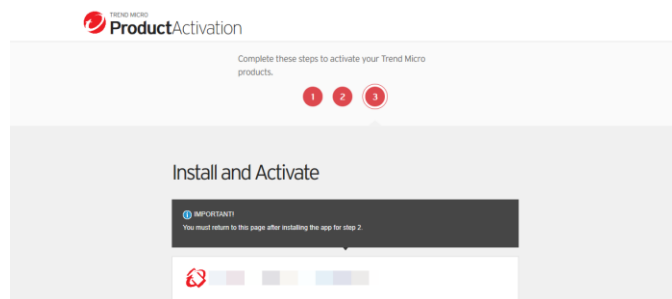 TREND MICRO
ProductActivation
Complete these steps to activate your Trend Micro
products.
1 2 3
Install and Activate
IMPORTANT!
You must return to this page after installing the app for step 2.